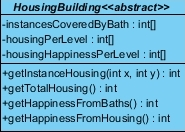 HousingBuilding<<abstract>>
-instancesCoveredByBath : int[]
-housingPerLevel : int[]
-housingHappinessPerLevel : int[]
+getInstanceHousing(int x, int y) : int
+getTotalHousing() : int
+getHappinessFromBaths() : int
+getHappinessFromHousing() : int